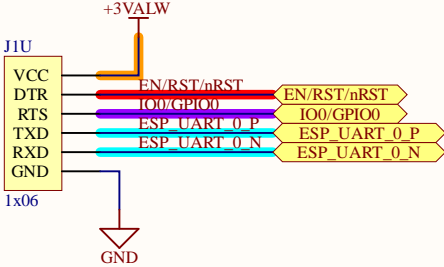 +3VALW
J1U
VCC
DTR EN/RST/nRST EN/RST/nRST
RTS IO0/GPIO0 IO0/GPIO0
TXD ESP_UART_0_P ESP_UART_0_P
RXD ESP_UART_0_N ESP_UART_0_N
GND
1x06
GND